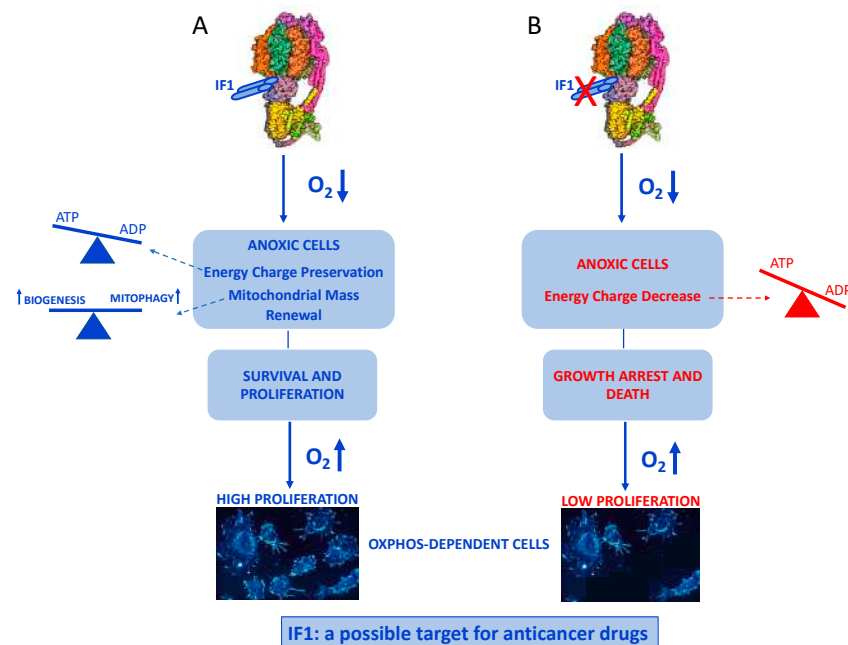 A
IF1
O2
ATP
ADP
BIOGENESIS
MITOPHAGY
ANOXIC CELLS
Energy Charge Preservation
Mitochondrial Mass
Renewal
SURVIVAL AND
PROLIFERATION
O2
HIGH PROLIFERATION
B
IF1
X
O2
ANOXIC CELLS
Energy Charge Decrease
ATP
ADP
GROWTH ARREST AND
DEATH
O2
LOW PROLIFERATION
OXPHOS-DEPENDENT CELLS
IF1: a possible target for anticancer drugs